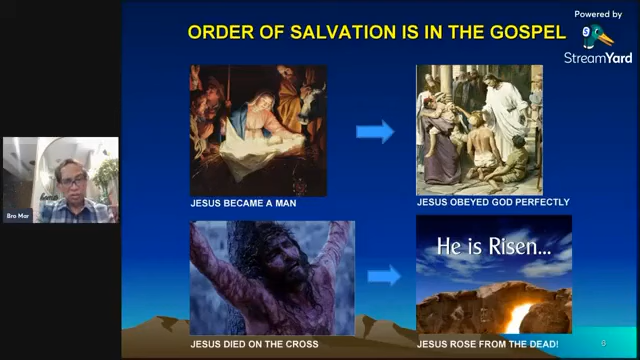 Powered by
StreamYard
ORDER OF SALVATION IS IN THE GOSPEL
JESUS BECAME A MAN
JESUS OBEYED GOD PERFECTLY
Bro Mar
He is Risen...
JESUS DIED ON THE CROSS
JESUS ROSE FROM THE DEAD!
9